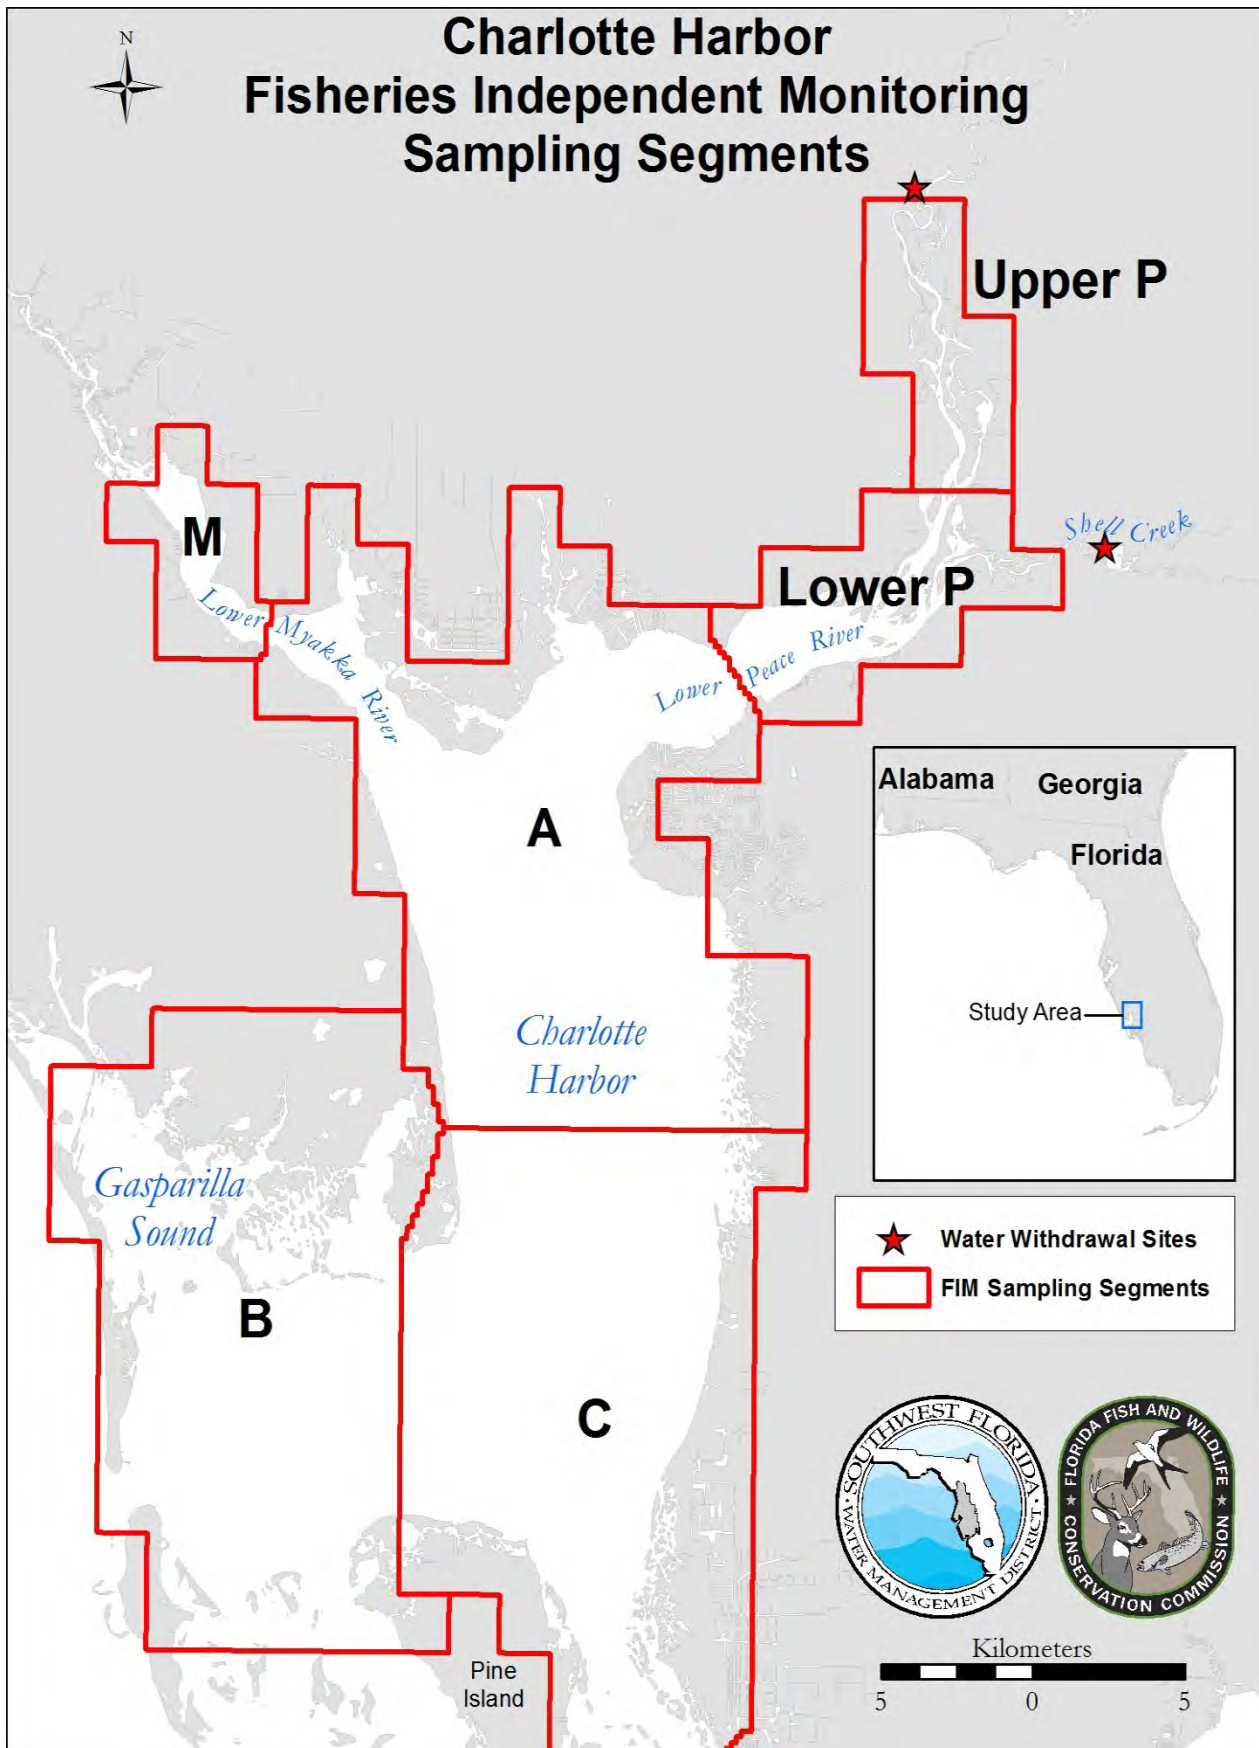 N
Charlotte Harbor
Fisheries Independent Monitoring
Sampling Segments
Upper P
Shell Creek
M
Lower P
Lower Myakka River
Lower Peace River
Alabama
Georgia
Florida
A
Study Area
Charlotte
Harbor
Gasparilla
Sound
Water Withdrawal Sites
FIM Sampling Segments
B
C
SOUTHWEST FLORIDA
WATER MANAGEMENT DISTRICT
FLORIDA FISH AND WILDLIFE
CONSERVATION COMMISSION
Kilometers
5 0 5
Pine
Island